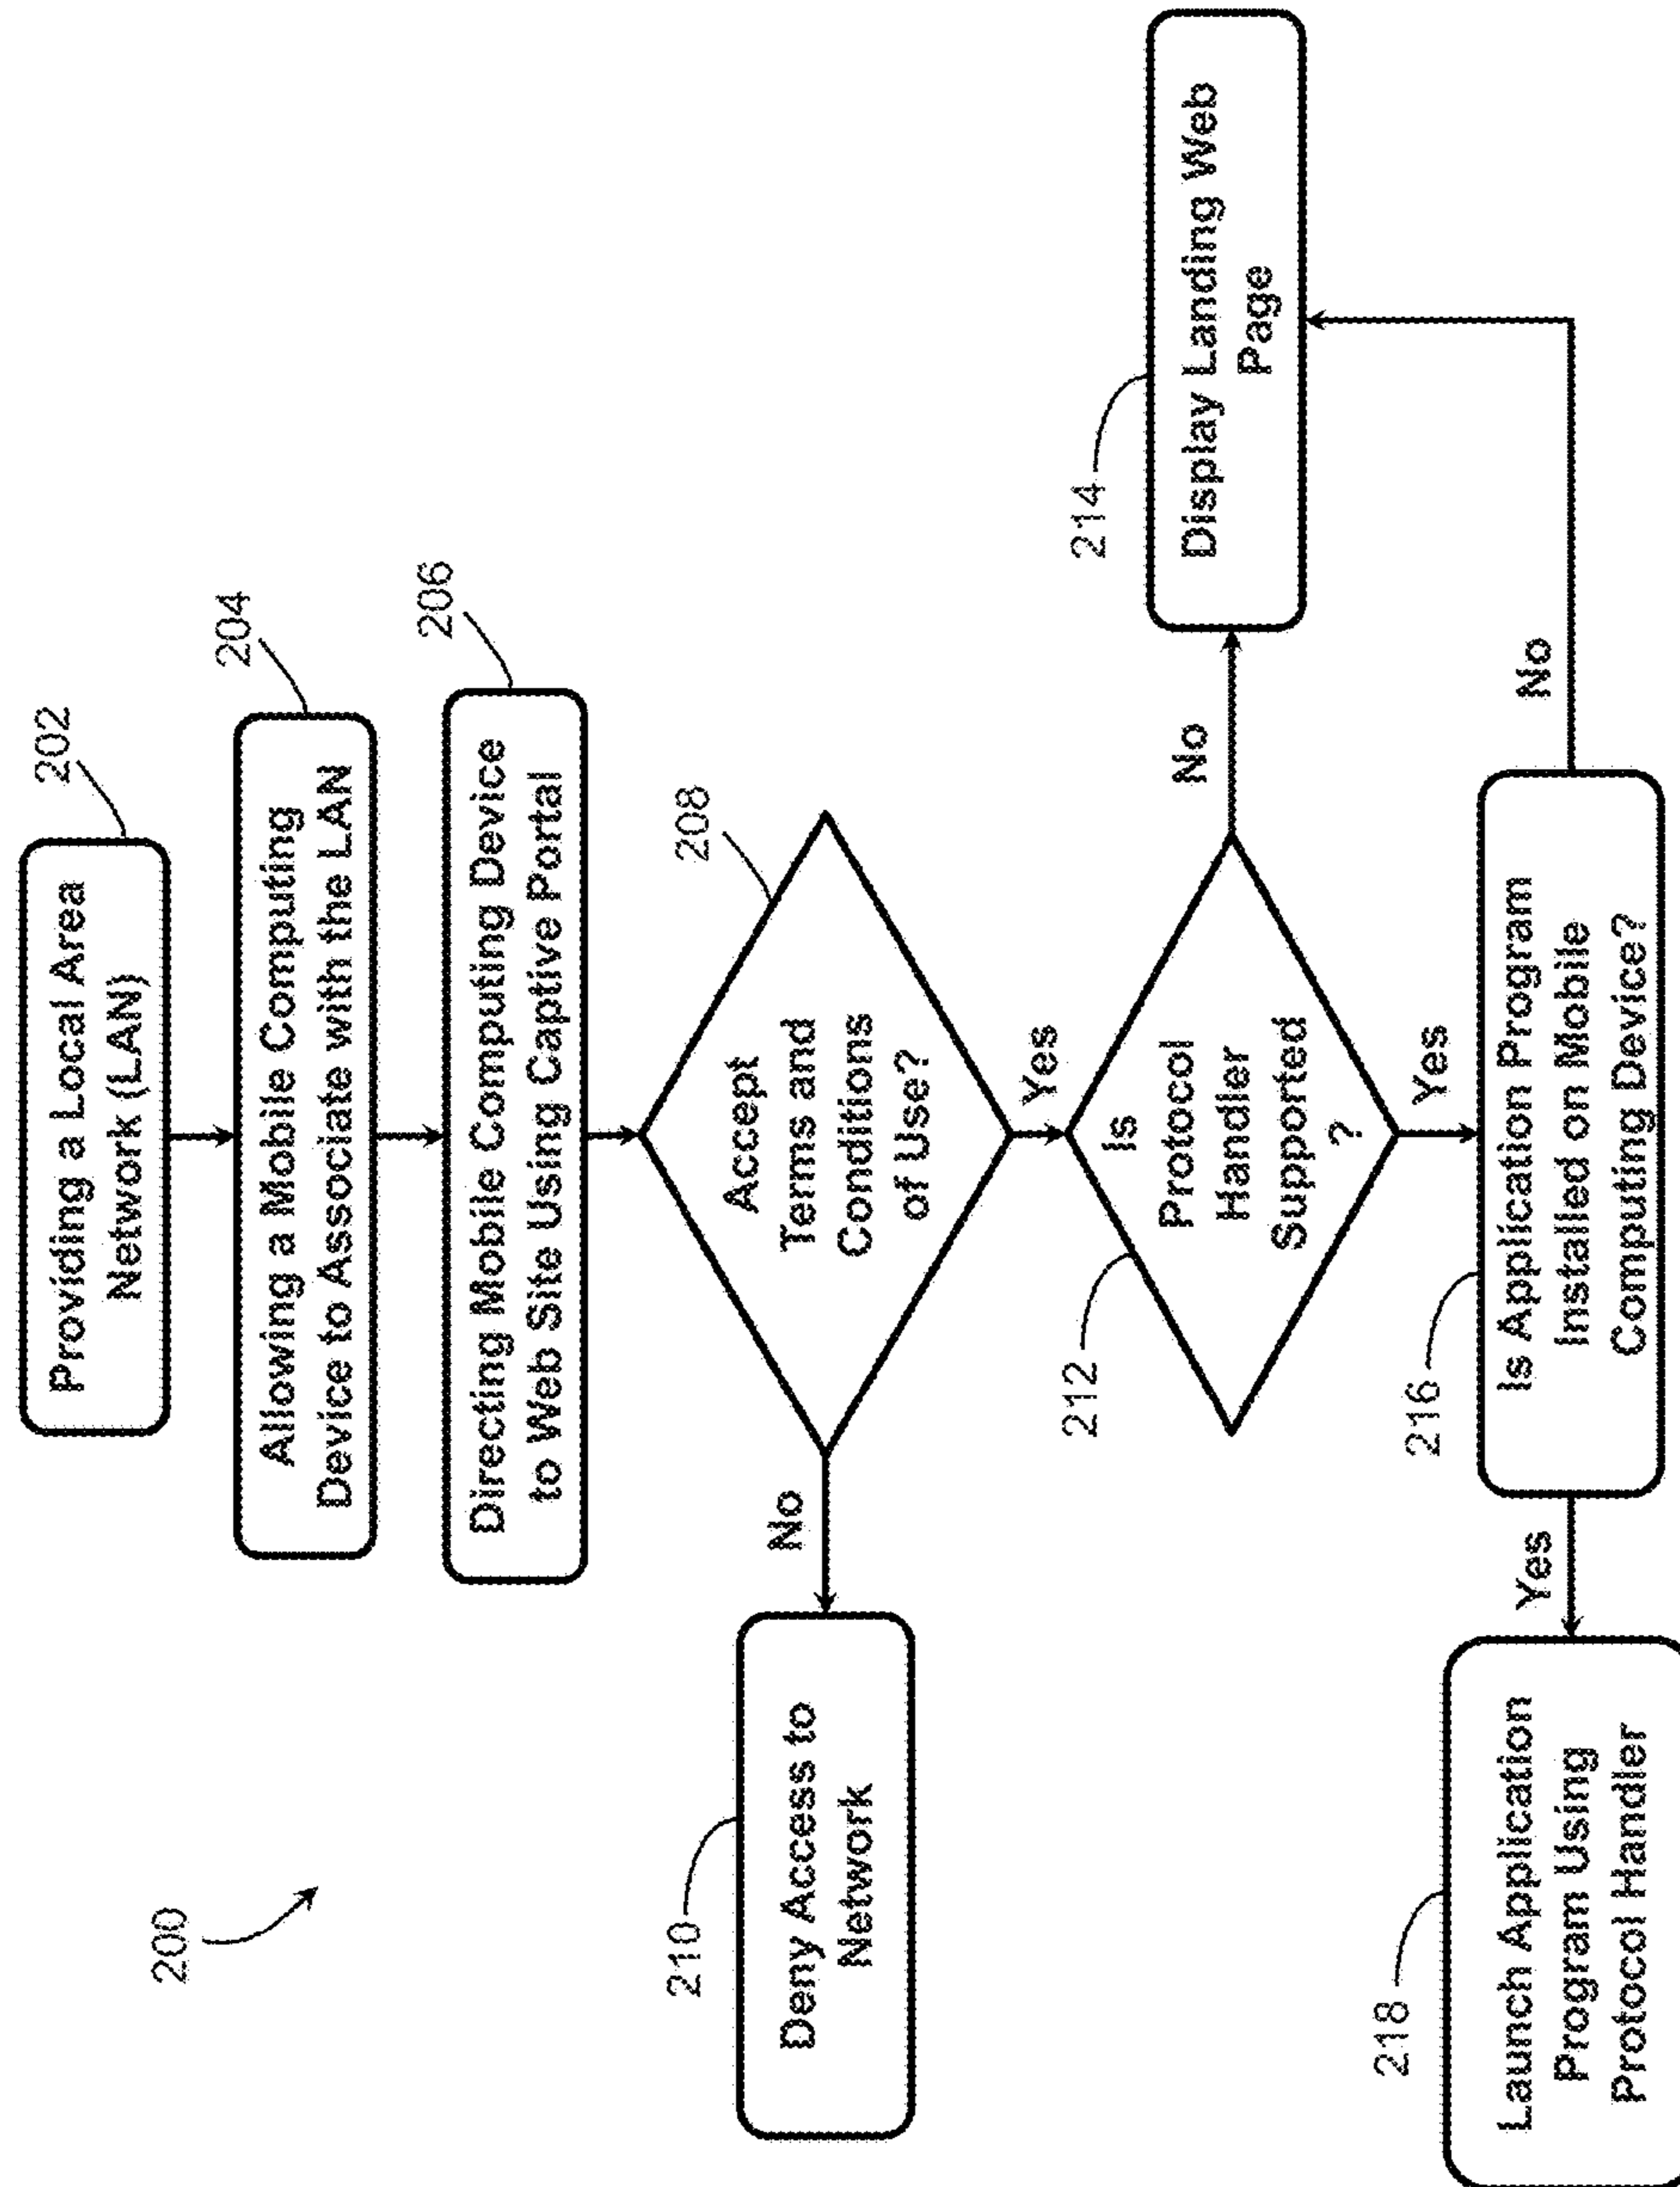 200
202
Providing a Local Area
Network (LAN)
204
Allowing a Mobile Computing
Device to Associate with the LAN
206
Directing Mobile Computing Device
to Web Site Using Captive Portal
208
Accept
Terms and
Conditions
of Use?
No
210
Deny Access to
Network
Yes
212
Is
Protocol
Handler
Supported
?
No
214
Display Landing Web
Page
Yes
216
Is Application Program
Installed on Mobile
Computing Device?
No
Yes
218
Launch Application
Program Using
Protocol Handler